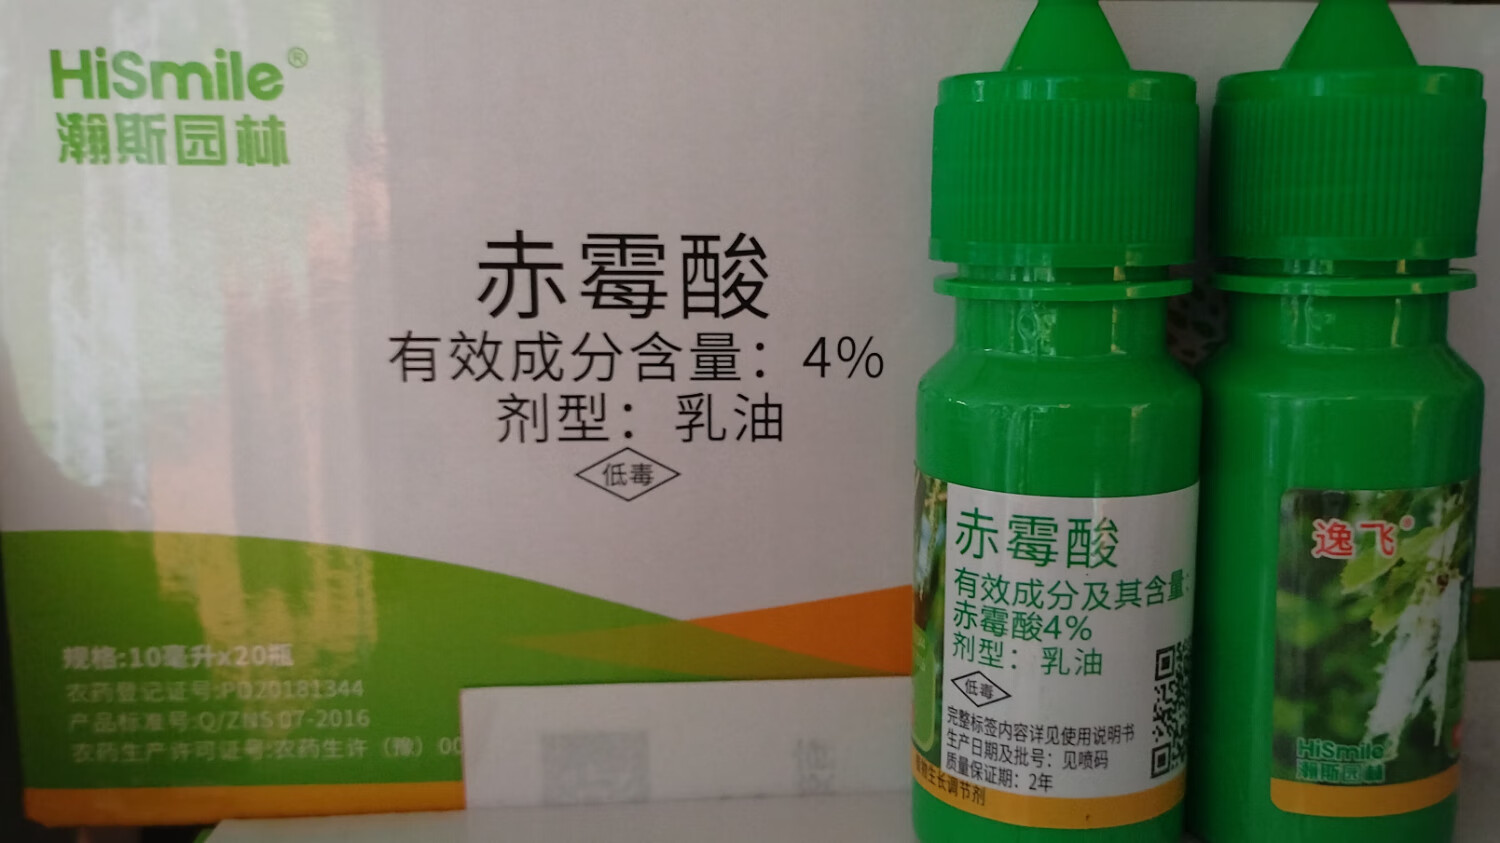 HiSmile®
瀚斯园林
赤霉酸
有效成分含量：4%
剂型：乳油
低毒
规格:10毫升x20瓶
农药登记证号:PD20181344
产品标准号:Q/ZNS 07-2016
农药生产许可证号:农药生许（豫）00
赤霉酸
有效成分及其含量:
赤霉酸4%
剂型：乳油
低毒
完整标签内容详见使用说明书
生产日期及批号：见喷码
质量保证期：2年
生长调节剂
逸飞®
HiSmile
瀚斯园林